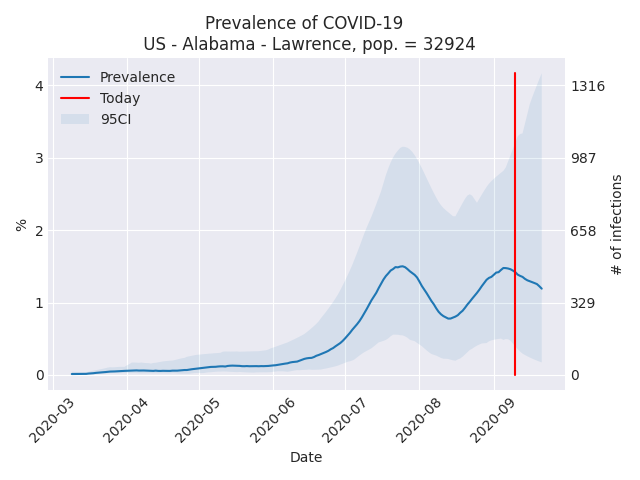 Prevalence of COVID-19
US - Alabama - Lawrence, pop. = 32924
Prevalence
Today
95CI
4
3
2
1
0
%
1316
987
658
329
0
# of infections
2020-03
2020-04
2020-05
2020-06
2020-07
2020-08
2020-09
Date